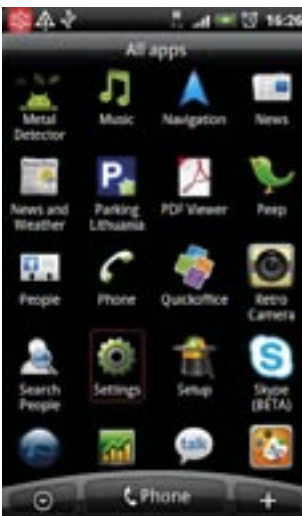 16:26
All apps
Metal Music Navigation News
Detector
News and Parking PDF Viewer Peep
Weather Lithuania
People Phone Quickoffice Retro
Camera
Search Settings Setup Skype
People (BETA)
talk
Phone